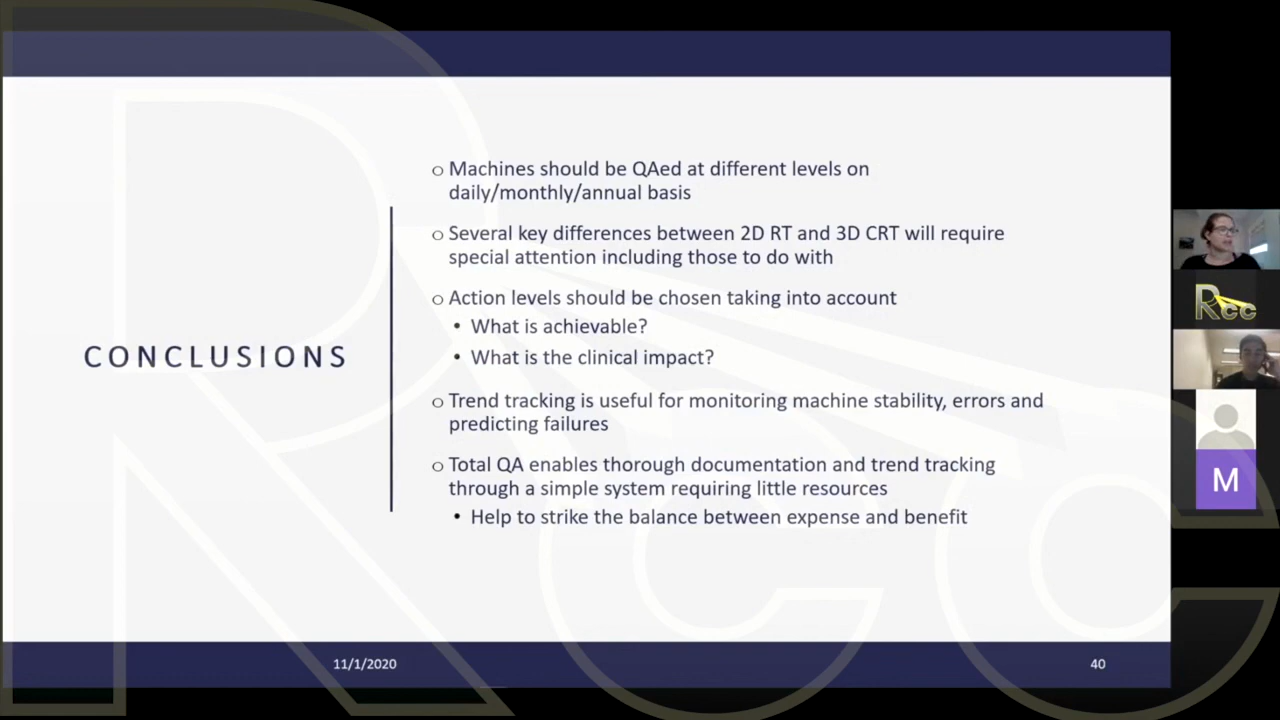 CONCLUSIONS
o Machines should be QAed at different levels on
daily/monthly/annual basis
o Several key differences between 2D RT and 3D CRT will require
special attention including those to do with
o Action levels should be chosen taking into account
• What is achievable?
• What is the clinical impact?
o Trend tracking is useful for monitoring machine stability, errors and
predicting failures
o Total QA enables thorough documentation and trend tracking
through a simple system requiring little resources
• Help to strike the balance between expense and benefit
11/1/2020
40
Rcc
M
Rcc